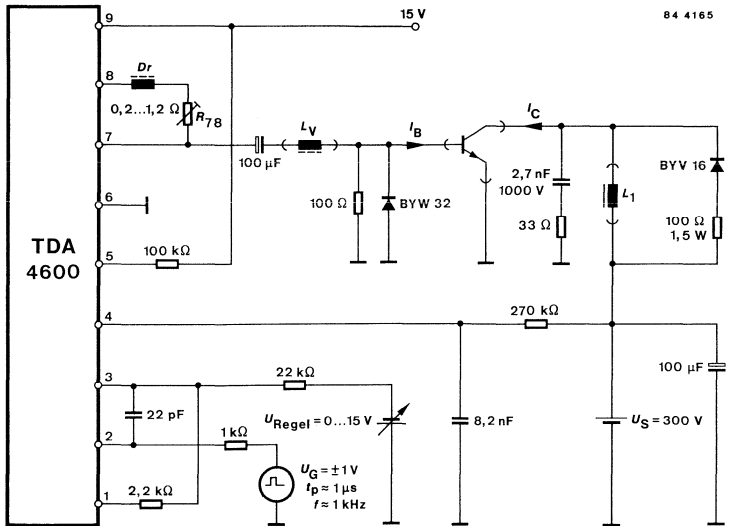 84 4165
9
15 V
8
Dr
0,2...1,2 Ω
R78
7
100 µF
LV
IB
IC
100 Ω
BYW 32
2,7 nF
1000 V
33 Ω
L1
BYV 16
100 Ω
1,5 W
6
TDA
4600
5
100 kΩ
4
270 kΩ
100 µF
3
22 kΩ
22 pF
URegel = 0...15 V
8,2 nF
US = 300 V
2
1 kΩ
UG = ±1 V
tp ≈ 1 µs
f ≈ 1 kHz
1
2,2 kΩ